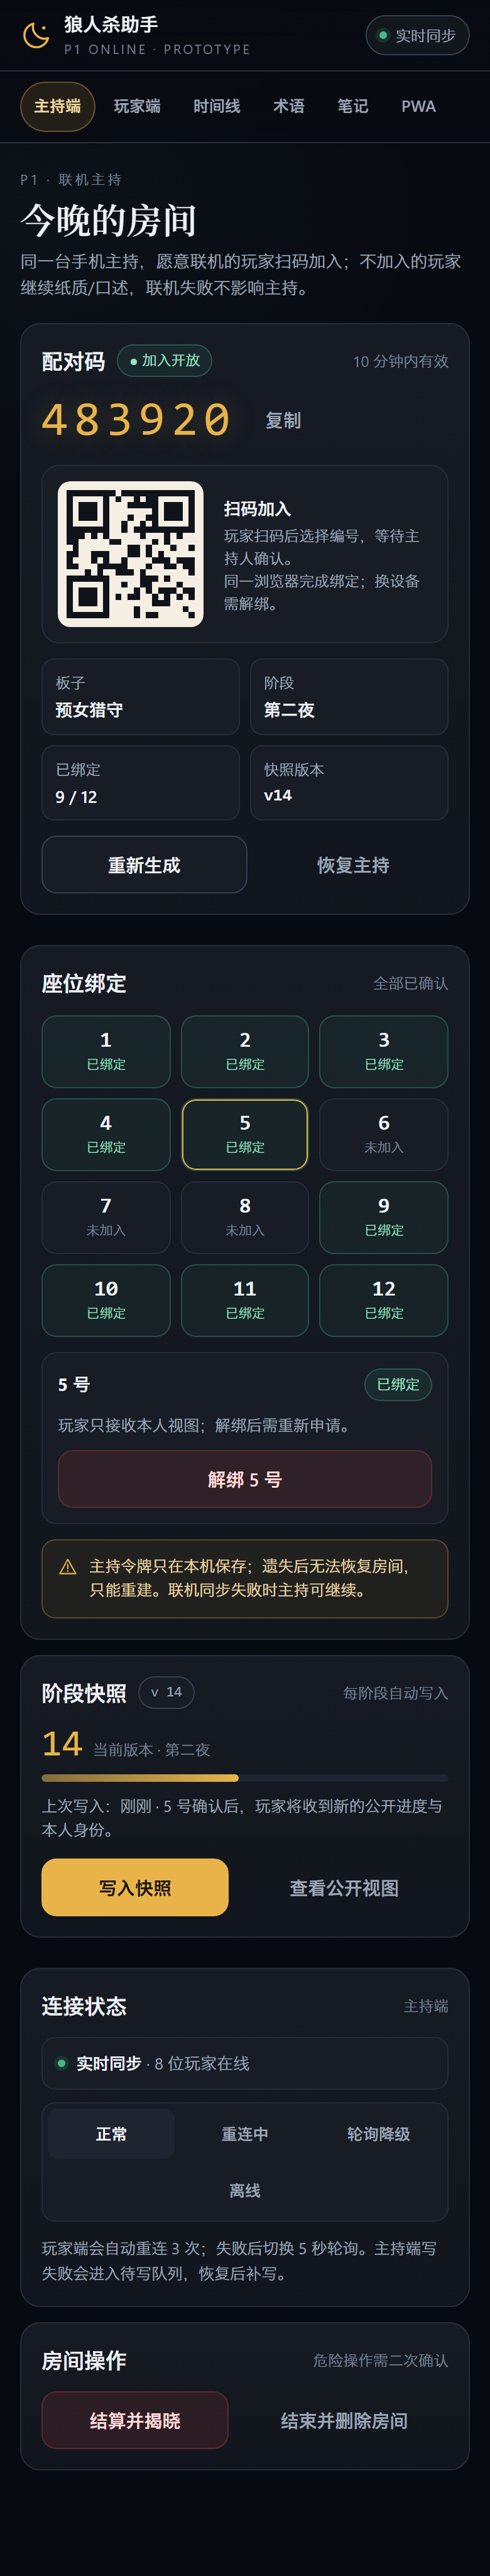 狼人杀助手
P1 ONLINE · PROTOTYPE
实时同步
主持端 玩家端 时间线 术语 笔记 PWA
P1 · 联机主持
今晚的房间
同一台手机主持，愿意联机的玩家扫码加入；不加入的玩家
继续纸质/口述，联机失败不影响主持。
配对码 加入开放 10 分钟内有效
483920 复制
扫码加入
玩家扫码后选择编号，等待主
持人确认。
同一浏览器完成绑定；换设备
需解绑。
板子
预女猎守
阶段
第二夜
已绑定
9 / 12
快照版本
v14
重新生成 恢复主持
座位绑定 全部已确认
1 2 3
已绑定 已绑定 已绑定
4 5 6
已绑定 已绑定 未加入
7 8 9
未加入 未加入 已绑定
10 11 12
已绑定 已绑定 已绑定
5 号 已绑定
玩家只接收本人视图；解绑后需重新申请。
解绑 5 号
主持令牌只在本机保存；遗失后无法恢复房间，
只能重建。联机同步失败时主持可继续。
阶段快照 v 14 每阶段自动写入
14 当前版本 · 第二夜
上次写入：刚刚 · 5 号确认后，玩家将收到新的公开进度与
本人身份。
写入快照 查看公开视图
连接状态 主持端
实时同步 · 8 位玩家在线
正常 重连中 轮询降级
离线
玩家端会自动重连 3 次；失败后切换 5 秒轮询。主持端写
失败会进入待写队列，恢复后补写。
房间操作 危险操作需二次确认
结算并揭晓 结束并删除房间